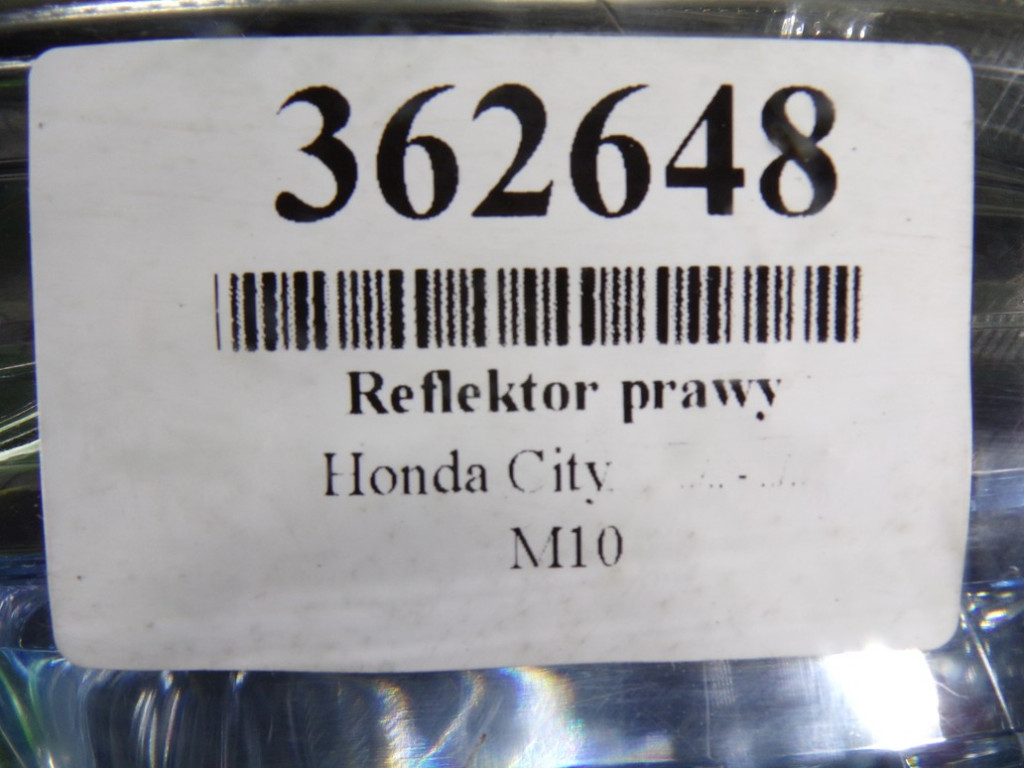 362648
Reflektor prawy
Honda City
M10